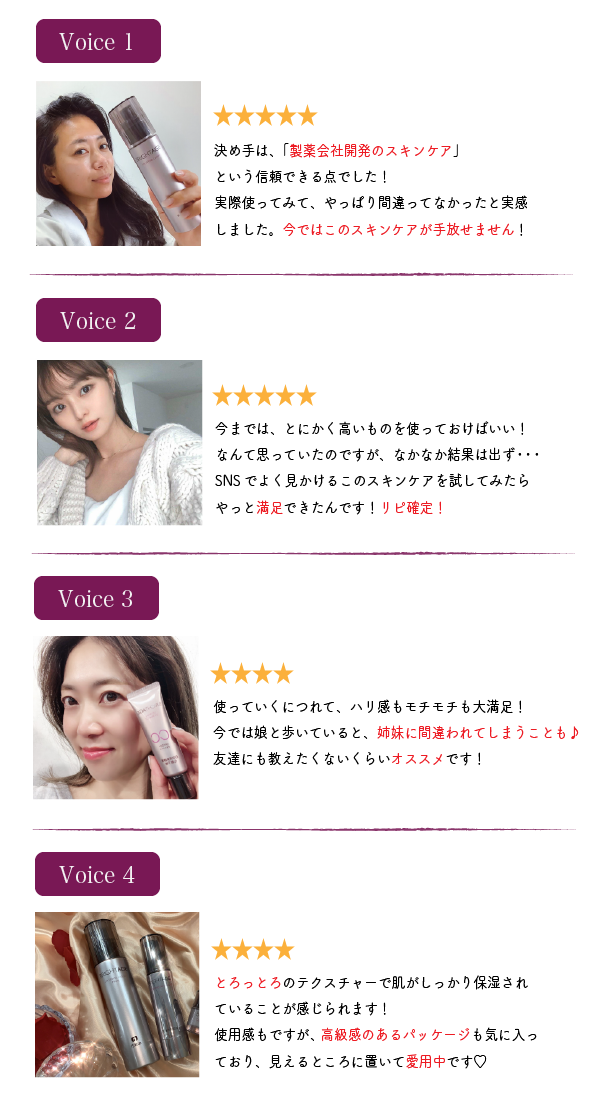 Voice 1
★★★★★
BRIGHTAGE
決め手は、「製薬会社開発のスキンケア」
という信頼できる点でした！
実際使ってみて、やっぱり間違ってなかったと実感
しました。今ではこのスキンケアが手放せません！
Voice 2
★★★★★
今までは、とにかく高いものを使っておけばいい！
なんて思っていたのですが、なかなか結果は出ず・・・
SNS でよく見かけるこのスキンケアを試してみたら
やっと満足できたんです！リピ確定！
Voice 3
★★★★
使っていくにつれて、ハリ感もモチモチも大満足！
今では娘と歩いていると、姉妹に間違われてしまうことも♪
友達にも教えたくないくらいオススメです！
Voice 4
★★★★
BRIGHTAGE
とろっとろのテクスチャーで肌がしっかり保湿され
ていることが感じられます！
使用感もですが、高級感のあるパッケージも気に入っ
ており、見えるところに置いて愛用中です♡